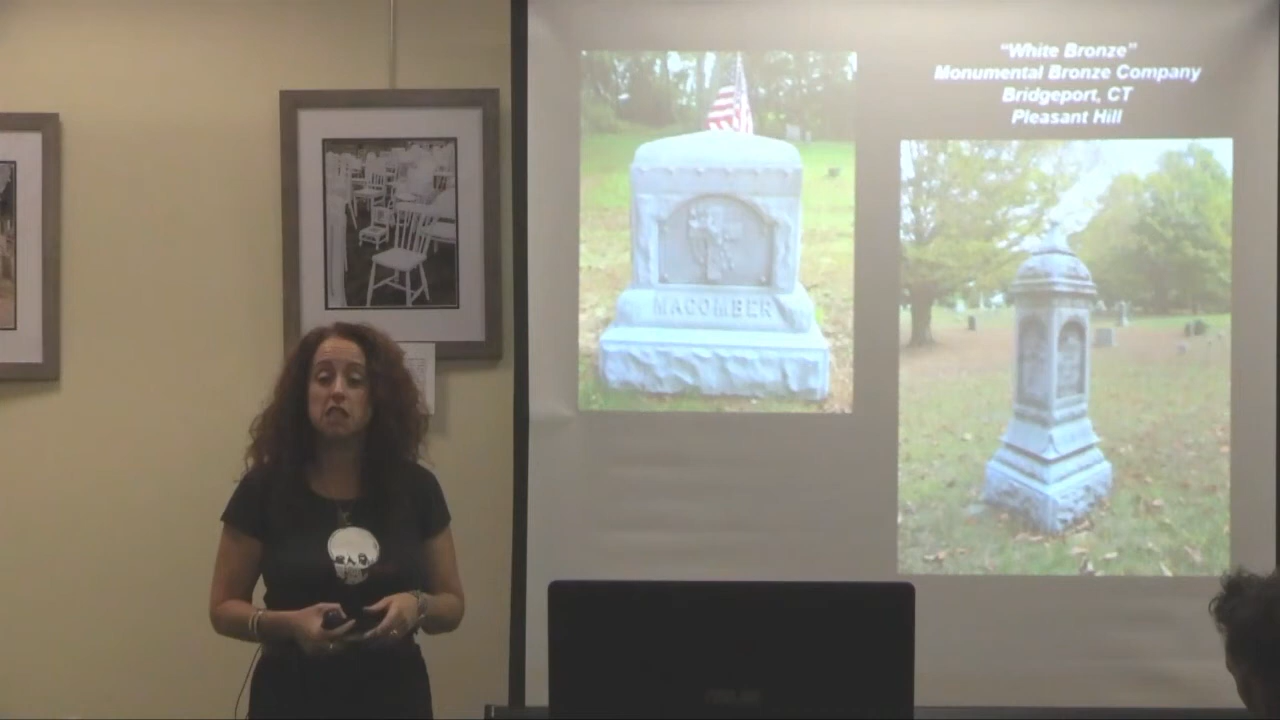 “White Bronze”
Monumental Bronze Company
Bridgeport, CT
Pleasant Hill
MACOMBER